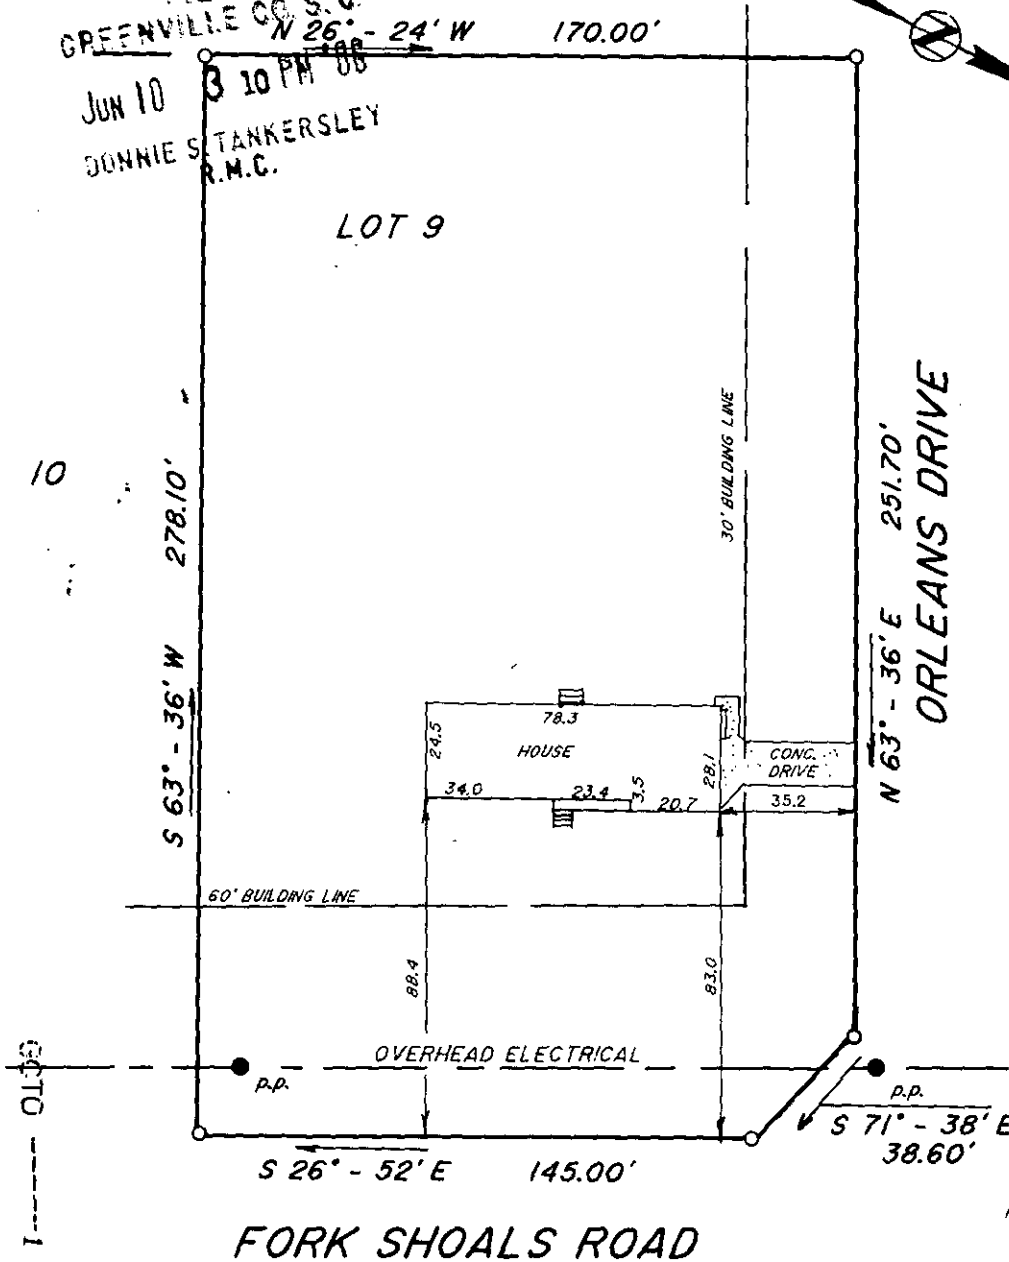 GREENVILLE CO. S. C.
N 26° - 24' W 170.00'
JUN 10 3 10 PM '88
DONNIE S. TANKERSLEY
R.M.C.
N
LOT 9
10
S 63° - 36' W 278.10'
30' BUILDING LINE
N 63° - 36' E 251.70'
ORLEANS DRIVE
78.3
24.5
HOUSE
28.1
CONC.
DRIVE
34.0
23.4
3.5
20.7
35.2
60' BUILDING LINE
88.4
83.0
OVERHEAD ELECTRICAL
p.p.
p.p.
S 71° - 38' E
38.60'
S 26° - 52' E 145.00'
FORK SHOALS ROAD